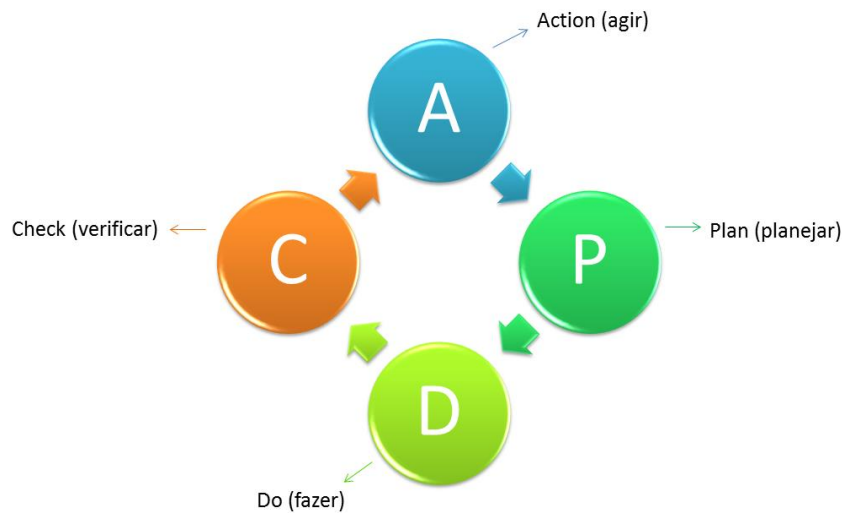 Action (agir)
A
Check (verificar)
C
P
Plan (planejar)
D
Do (fazer)